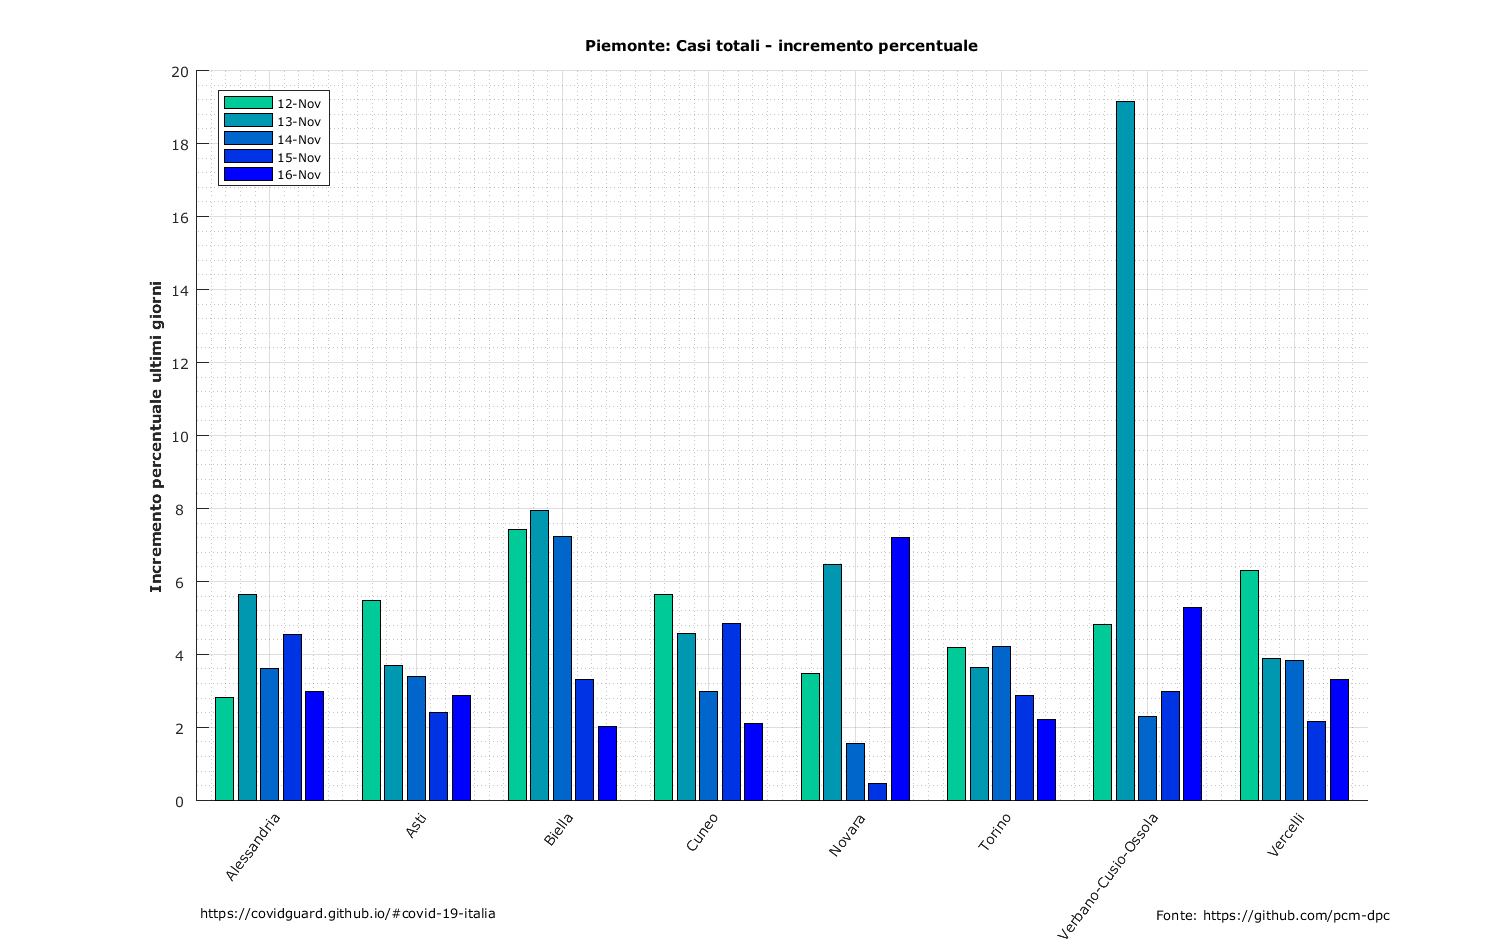 Piemonte: Casi totali - incremento percentuale
Incremento percentuale ultimi giorni
20
18
16
14
12
10
8
6
4
2
0
12-Nov
13-Nov
14-Nov
15-Nov
16-Nov
Alessandria
Asti
Biella
Cuneo
Novara
Torino
Verbano-Cusio-Ossola
Vercelli
https://covidguard.github.io/#covid-19-italia
Fonte: https://github.com/pcm-dpc